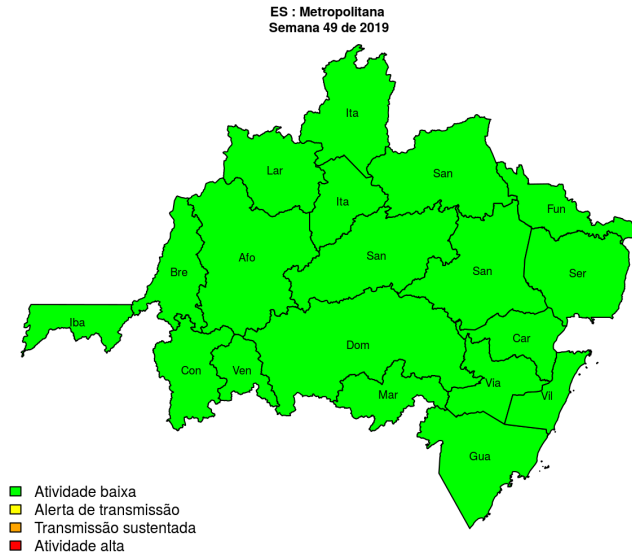 ES : Metropolitana
Semana 49 de 2019
Ita
Lar
San
Ita
Fun
Afo
San
San
Ser
Bre
Iba
Car
Dom
Con
Ven
Via
Mar
Vil
Gua
Atividade baixa
Alerta de transmissão
Transmissão sustentada
Atividade alta